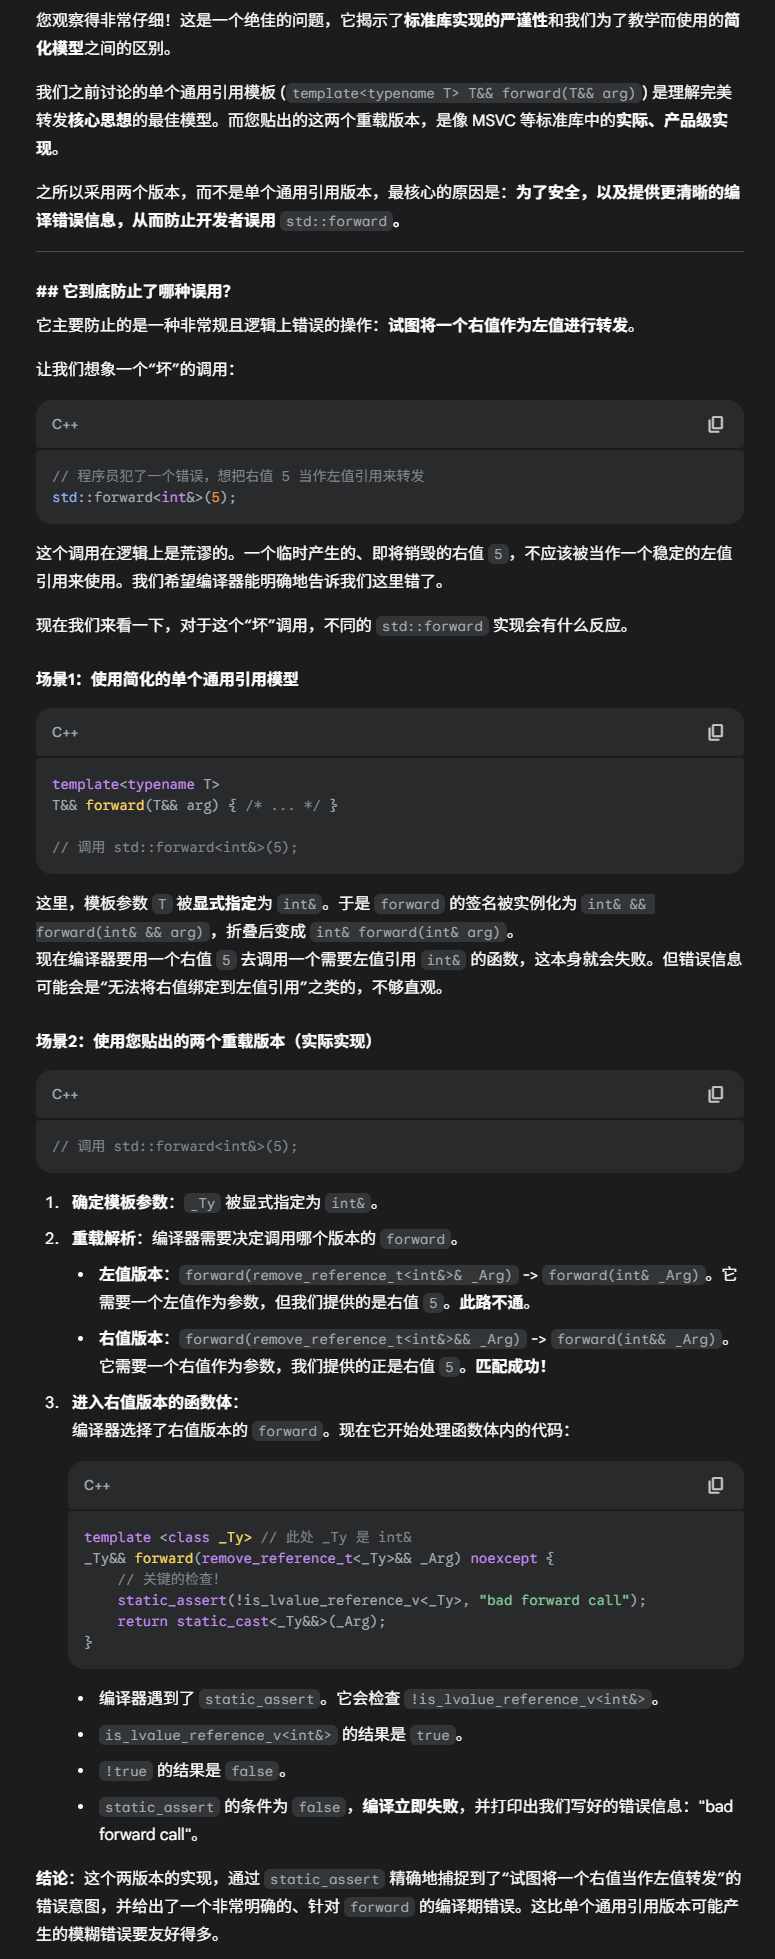 您观察得非常仔细！这是一个绝佳的问题，它揭示了标准库实现的严谨性和我们为了教学而使用的简
化模型之间的区别。
我们之前讨论的单个通用引用模板 (template<typename T> T&& forward(T&& arg)) 是理解完美
转发核心思想的最佳模型。而您贴出的这两个重载版本，是像 MSVC 等标准库中的实际、产品级实
现。
之所以采用两个版本，而不是单个通用引用版本，最核心的原因是：为了安全，以及提供更清晰的编
译错误信息，从而防止开发者误用 std::forward。
## 它到底防止了哪种误用？
它主要防止的是一种非常规且逻辑上错误的操作：试图将一个右值作为左值进行转发。
让我们想象一个“坏”的调用：
C++
// 程序员犯了一个错误，想把右值 5 当作左值引用来转发
std::forward<int&>(5);
这个调用在逻辑上是荒谬的。一个临时产生的、即将销毁的右值 5，不应该被当作一个稳定的左值
引用来使用。我们希望编译器能明确地告诉我们这里错了。
现在我们来看一下，对于这个“坏”调用，不同的 std::forward 实现会有什么反应。
场景1：使用简化的单个通用引用模型
C++
template<typename T>
T&& forward(T&& arg) { /* ... */ }
// 调用 std::forward<int&>(5);
这里，模板参数 T 被显式指定为 int&。于是 forward 的签名被实例化为 int& &&
forward(int& && arg)，折叠后变成 int& forward(int& arg)。
现在编译器要用一个右值 5 去调用一个需要左值引用 int& 的函数，这本身就会失败。但错误信息
可能会是“无法将右值绑定到左值引用”之类的，不够直观。
场景2：使用您贴出的两个重载版本（实际实现）
C++
// 调用 std::forward<int&>(5);
1. 确定模板参数：_Ty 被显式指定为 int&。
2. 重载解析：编译器需要决定调用哪个版本的 forward。
• 左值版本：forward(remove_reference_t<int&>& _Arg) -> forward(int& _Arg)。它
需要一个左值作为参数，但我们提供的是右值 5。此路不通。
• 右值版本：forward(remove_reference_t<int&>&& _Arg) -> forward(int&& _Arg)。
它需要一个右值作为参数，我们提供的正是右值 5。匹配成功！
3. 进入右值版本的函数体：
编译器选择了右值版本的 forward。现在它开始处理函数体内的代码：
C++
template <class _Ty> // 此处 _Ty 是 int&
_Ty&& forward(remove_reference_t<_Ty>&& _Arg) noexcept {
// 关键的检查！
static_assert(!is_lvalue_reference_v<_Ty>, "bad forward call");
return static_cast<_Ty&&>(_Arg);
}
• 编译器遇到了 static_assert。它会检查 !is_lvalue_reference_v<int&>。
• is_lvalue_reference_v<int&> 的结果是 true。
• !true 的结果是 false。
• static_assert 的条件为 false，编译立即失败，并打印出我们写好的错误信息："bad
forward call"。
结论：这个两版本的实现，通过 static_assert 精确地捕捉到了“试图将一个右值当作左值转发”的
错误意图，并给出了一个非常明确的、针对 forward 的编译期错误。这比单个通用引用版本可能产
生的模糊错误要友好得多。